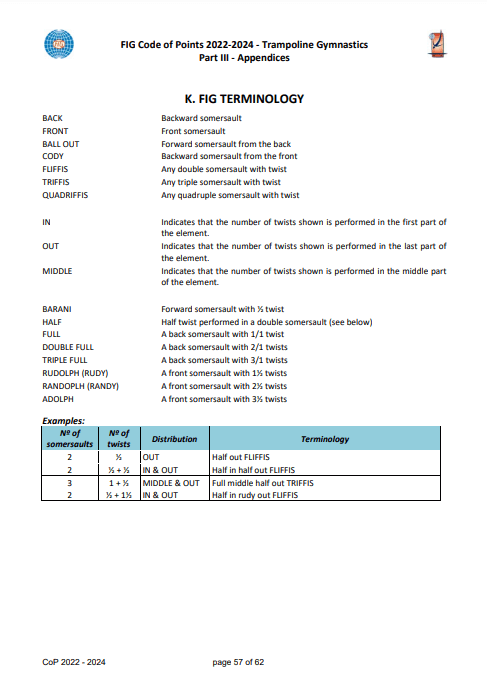 FIG Code of Points 2022-2024 - Trampoline Gymnastics
Part III - Appendices
K. FIG TERMINOLOGY
BACK Backward somersault
FRONT Front somersault
BALL OUT Forward somersault from the back
CODY Backward somersault from the front
FLIFFIS Any double somersault with twist
TRIFFIS Any triple somersault with twist
QUADRIFFIS Any quadruple somersault with twist
IN Indicates that the number of twists shown is performed in the first part of
the element.
OUT Indicates that the number of twists shown is performed in the last part of
the element.
MIDDLE Indicates that the number of twists shown is performed in the middle part
of the element.
BARANI Forward somersault with ½ twist
HALF Half twist performed in a double somersault (see below)
FULL A back somersault with 1/1 twist
DOUBLE FULL A back somersault with 2/1 twists
TRIPLE FULL A back somersault with 3/1 twists
RUDOLPH (RUDY) A front somersault with 1½ twists
RANDOPLH (RANDY) A front somersault with 2½ twists
ADOLPH A front somersault with 3½ twists
Examples:
Nº of somersaults Nº of twists Distribution Terminology
2 ½ OUT Half out FLIFFIS
2 ½ + ½ IN & OUT Half in half out FLIFFIS
3 1 + ½ MIDDLE & OUT Full middle half out TRIFFIS
2 ½ + 1½ IN & OUT Half in rudy out FLIFFIS
CoP 2022 - 2024 page 57 of 62